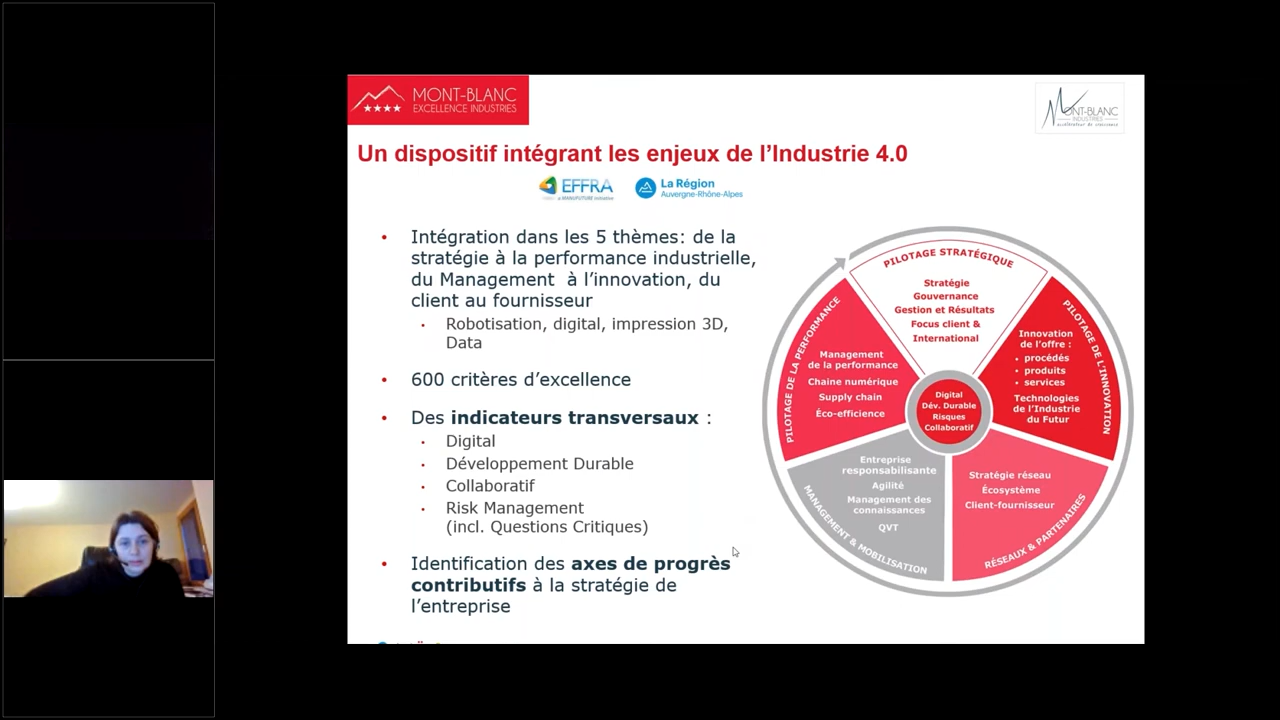 MONT-BLANC
EXCELLENCE INDUSTRIES
MONT-BLANC
INDUSTRIES
Un dispositif intégrant les enjeux de l’Industrie 4.0
EFFRA
La Région
Auvergne-Rhône-Alpes
• Intégration dans les 5 thèmes: de la
stratégie à la performance industrielle,
du Management à l’innovation, du
client au fournisseur
• Robotisation, digital, impression 3D,
Data
• 600 critères d’excellence
• Des indicateurs transversaux :
• Digital
• Développement Durable
• Collaboratif
• Risk Management
(incl. Questions Critiques)
• Identification des axes de progrès
contributifs à la stratégie de
l’entreprise
PILOTAGE STRATÉGIQUE
Stratégie
Gouvernance
Gestion et Résultats
Focus client &
International
PILOTAGE DE L'INNOVATION
Innovation
de l’offre :
• procédés
• produits
• services
Technologies
de l’Industrie
du Futur
RÉSEAUX & PARTENAIRES
Stratégie réseau
Écosystème
Client-fournisseur
MANAGEMENT & MOBILISATION
Entreprise
responsabilisante
Agilité
Management des
connaissances
QVT
PILOTAGE DE LA PERFORMANCE
Management
de la performance
Chaine numérique
Supply chain
Éco-efficience
Digital
Dév. Durable
Risques
Collaboratif